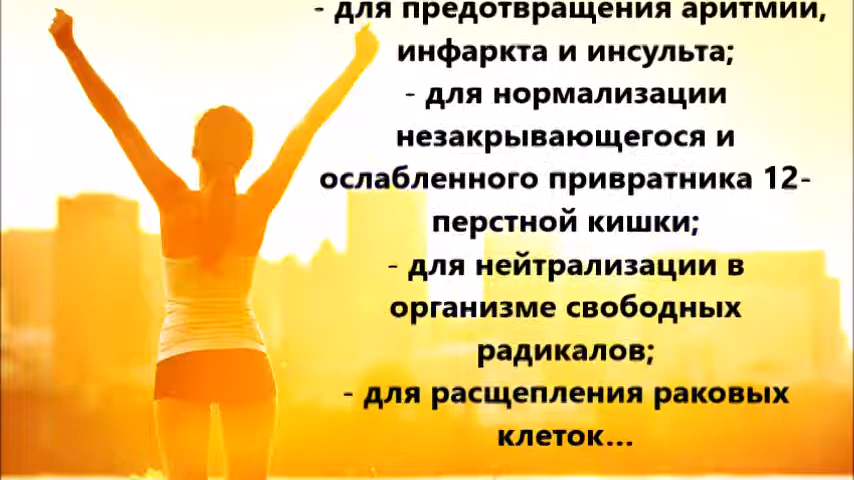 - для предотвращения аритмии,
инфаркта и инсульта;
- для нормализации
незакрывающегося и
ослабленного привратника 12-
перстной кишки;
- для нейтрализации в
организме свободных
радикалов;
- для расщепления раковых
клеток...